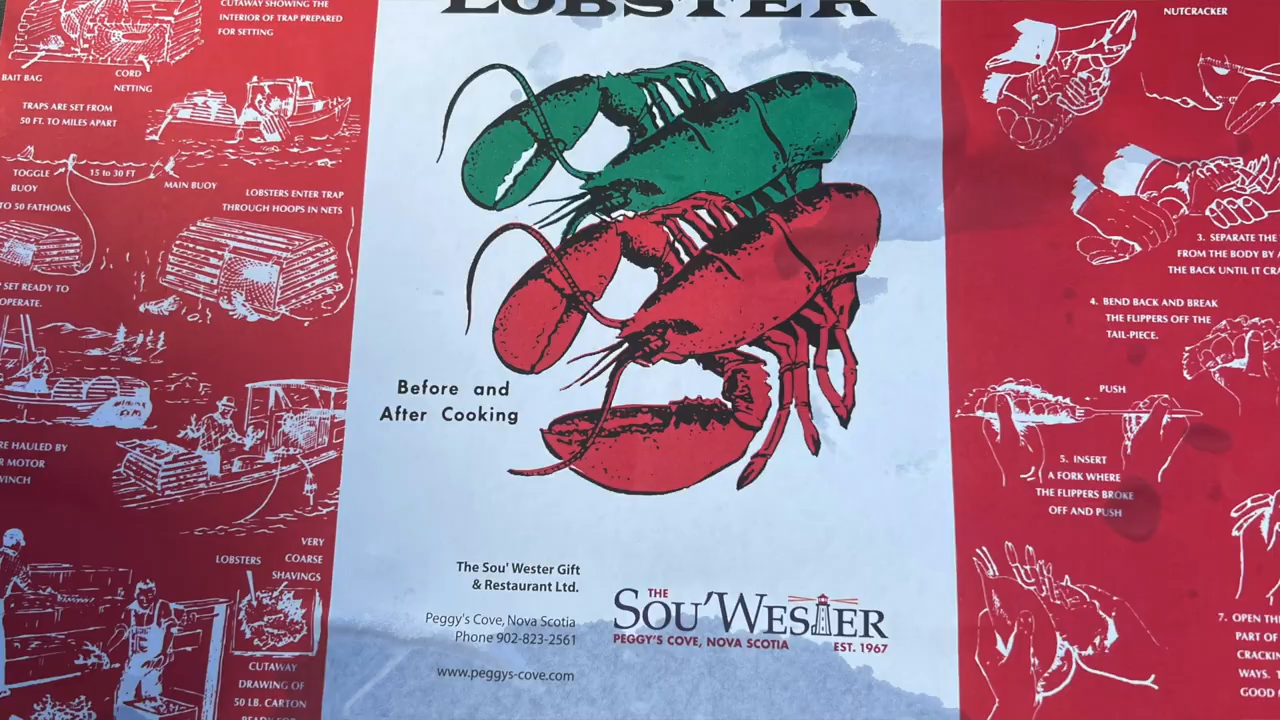 CUTAWAY SHOWING THE
INTERIOR OF TRAP PREPARED
FOR SETTING
BAIT BAG
CORD
NETTING
TRAPS ARE SET FROM
50 FT. TO MILES APART
TOGGLE
BUOY
15 to 30 FT
MAIN BUOY
TO 50 FATHOMS
LOBSTERS ENTER TRAP
THROUGH HOOPS IN NETS
SET READY TO
OPERATE.
HAULED BY
MOTOR
LOBSTERS
VERY
COARSE
SHAVINGS
CUTAWAY
DRAWING OF
50 LB. CARTON
LOBSTER
Before and
After Cooking
The Sou' Wester Gift
& Restaurant Ltd.
Peggy's Cove, Nova Scotia
Phone 902-823-2561
www.peggys-cove.com
THE
SOU'WESTER
PEGGY'S COVE, NOVA SCOTIA
EST. 1967
NUTCRACKER
3. SEPARATE THE
FROM THE BODY BY
THE BACK UNTIL IT
4. BEND BACK AND BREAK
THE FLIPPERS OFF THE
TAIL-PIECE.
PUSH
5. INSERT
A FORK WHERE
THE FLIPPERS BROKE
OFF AND PUSH
7. OPEN
PART OF
WAYS.
GOOD